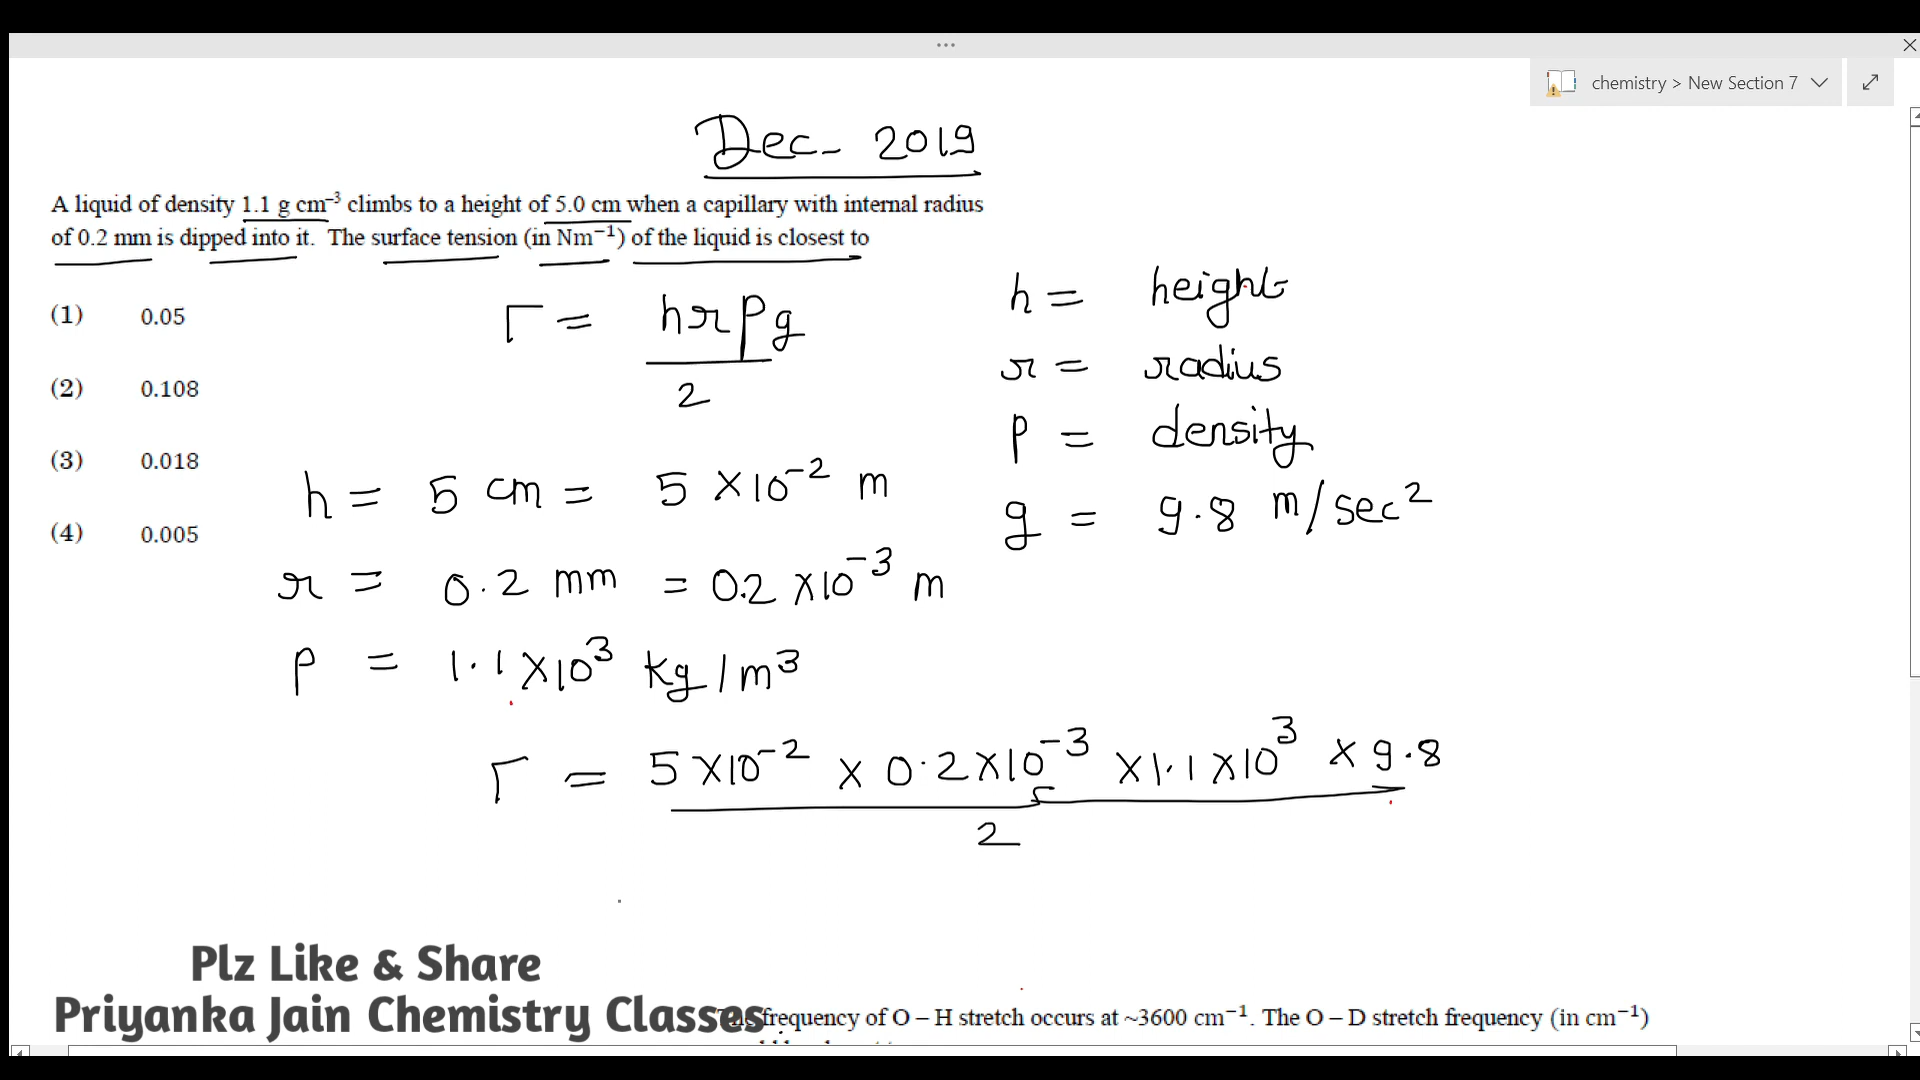 chemistry > New Section 7
Dec- 2019
A liquid of density 1.1 g cm⁻³ climbs to a height of 5.0 cm when a capillary with internal radius
of 0.2 mm is dipped into it. The surface tension (in Nm⁻¹) of the liquid is closest to
(1) 0.05
(2) 0.108
(3) 0.018
(4) 0.005
Γ = hrρg / 2
h = height
r = radius
ρ = density
g = 9.8 m/sec²
h = 5 cm = 5 ×10⁻² m
r = 0.2 mm = 0.2 ×10⁻³ m
ρ = 1.1 ×10³ kg/m³
Γ = 5 ×10⁻² × 0.2 ×10⁻³ × 1.1 ×10³ × 9.8 / 2
Plz Like & Share
Priyanka Jain Chemistry Classes
frequency of O – H stretch occurs at ~3600 cm⁻¹. The O – D stretch frequency (in cm⁻¹)